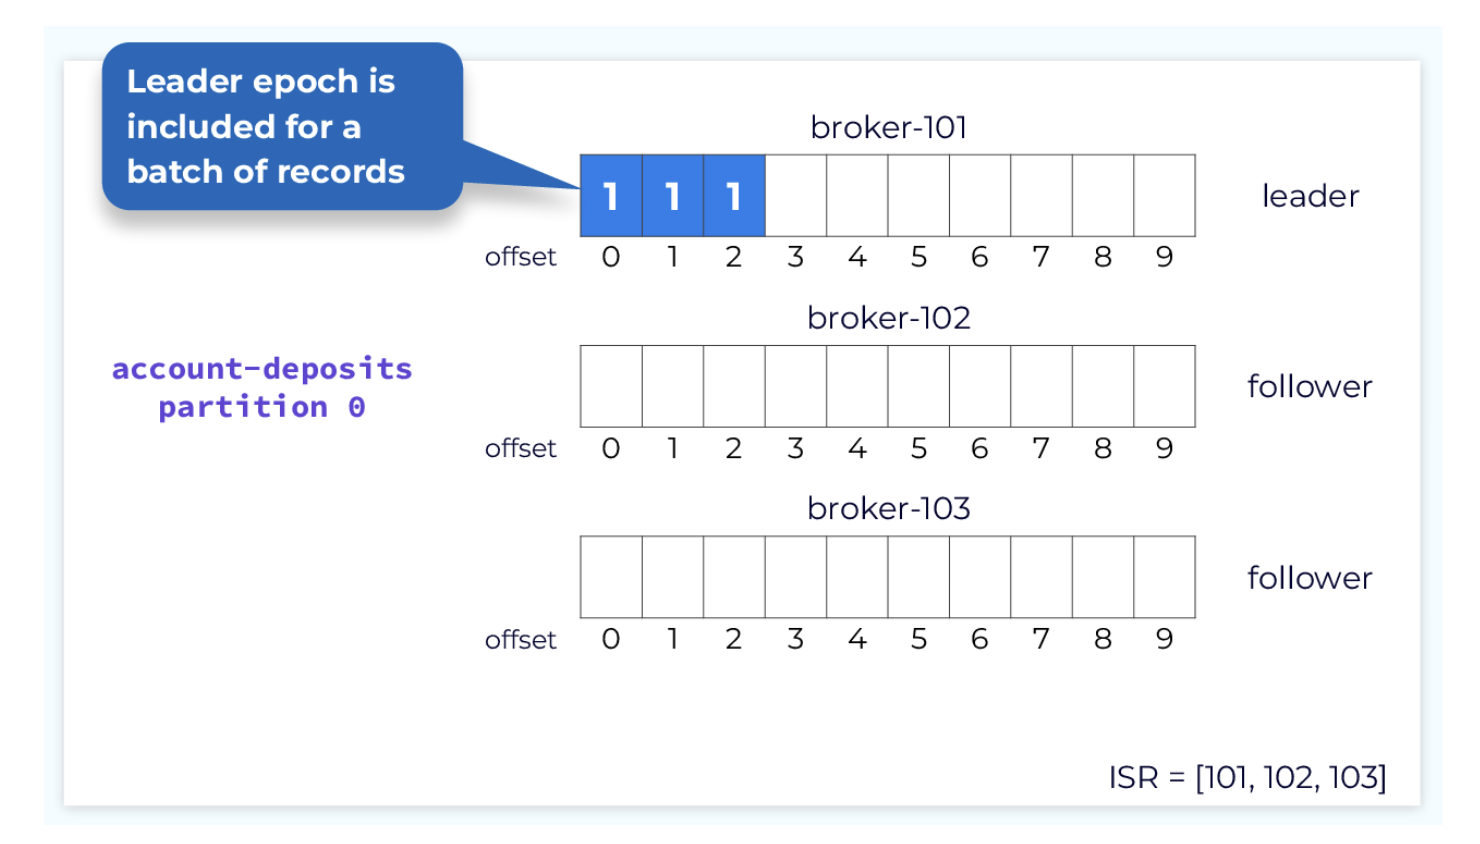 Leader epoch is
included for a
batch of records
broker-101
1 1 1
leader
offset 0 1 2 3 4 5 6 7 8 9
broker-102
account-deposits
partition 0
follower
offset 0 1 2 3 4 5 6 7 8 9
broker-103
follower
offset 0 1 2 3 4 5 6 7 8 9
ISR = [101, 102, 103]